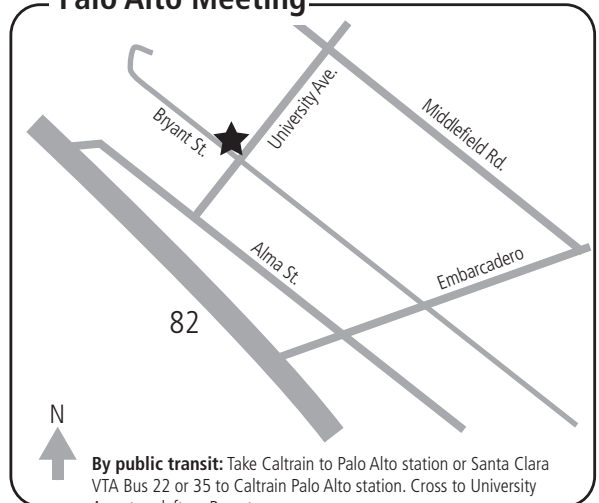 Palo Alto Meeting
University Ave.
Bryant St.
Middlefield Rd.
Alma St.
Embarcadero
82
N
By public transit: Take Caltrain to Palo Alto station or Santa Clara
VTA Bus 22 or 35 to Caltrain Palo Alto station. Cross to University